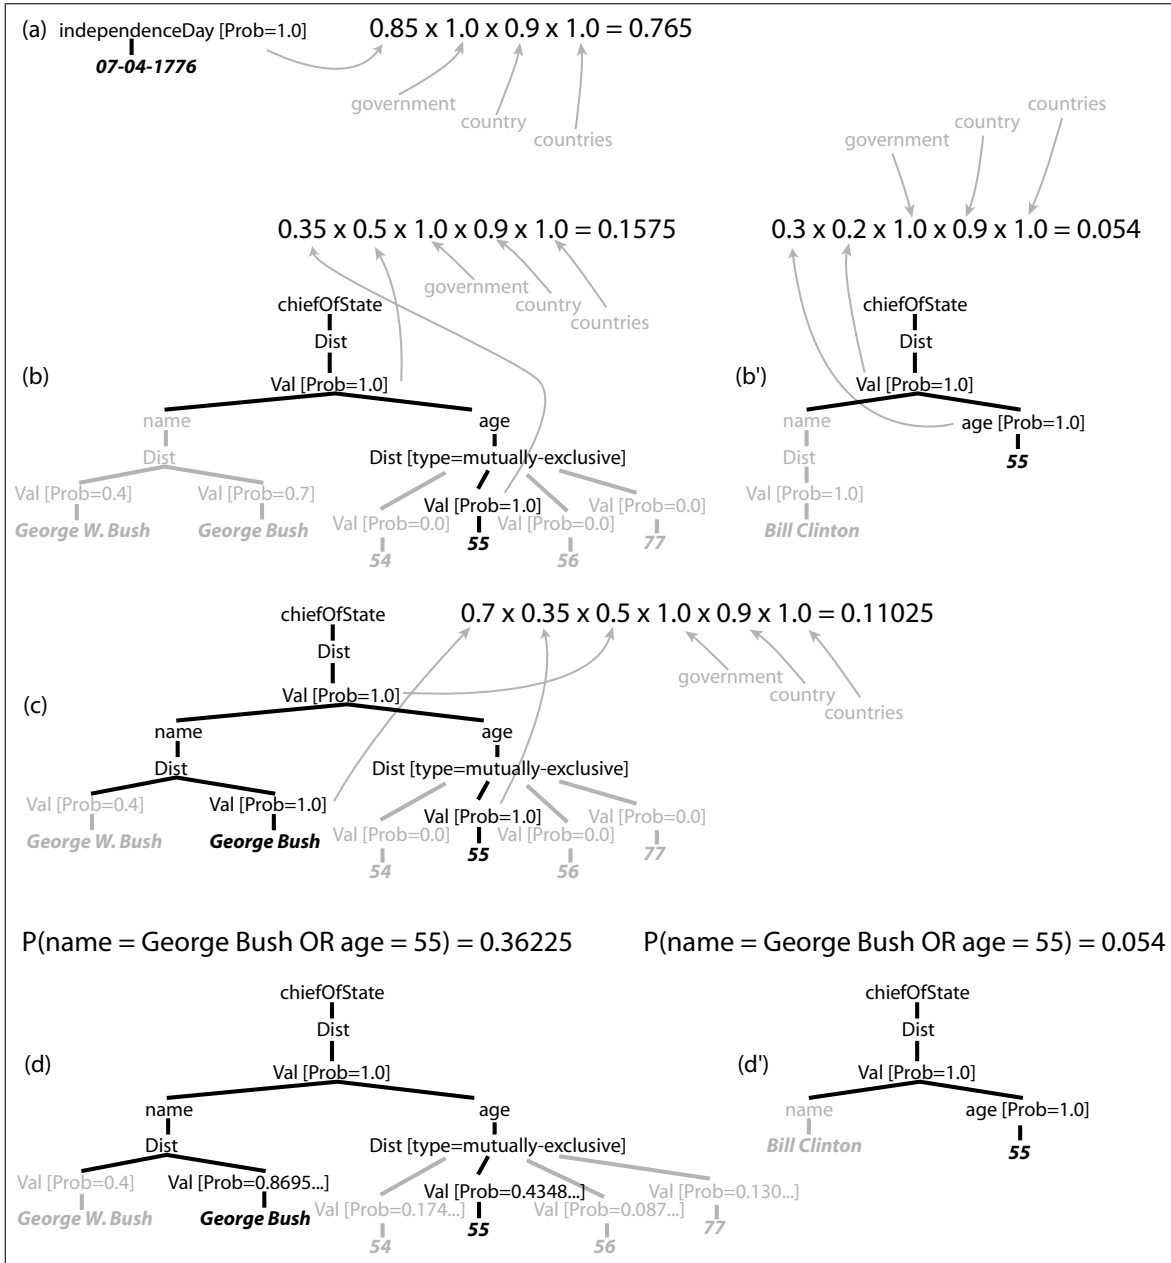 (a) independenceDay [Prob=1.0] 0.85 x 1.0 x 0.9 x 1.0 = 0.765
07-04-1776
government
country
countries
countries
country
government
0.35 x 0.5 x 1.0 x 0.9 x 1.0 = 0.1575
0.3 x 0.2 x 1.0 x 0.9 x 1.0 = 0.054
government
country
countries
(b)
chiefOfState
Dist
Val [Prob=1.0]
name age
Dist Dist [type=mutually-exclusive]
Val [Prob=0.4] Val [Prob=0.7] Val [Prob=0.0] Val [Prob=1.0] Val [Prob=0.0] Val [Prob=0.0]
George W. Bush George Bush 54 55 56 77
(b')
chiefOfState
Dist
Val [Prob=1.0]
name age [Prob=1.0]
Dist 55
Val [Prob=1.0]
Bill Clinton
chiefOfState 0.7 x 0.35 x 0.5 x 1.0 x 0.9 x 1.0 = 0.11025
Dist
government
country
countries
(c)
Val [Prob=1.0]
name age
Dist Dist [type=mutually-exclusive]
Val [Prob=0.4] Val [Prob=1.0] Val [Prob=0.0] Val [Prob=1.0] Val [Prob=0.0] Val [Prob=0.0]
George W. Bush George Bush 54 55 56 77
P(name = George Bush OR age = 55) = 0.36225
P(name = George Bush OR age = 55) = 0.054
chiefOfState
Dist
(d)
Val [Prob=1.0]
name age
Dist Dist [type=mutually-exclusive]
Val [Prob=0.4] Val [Prob=0.8695...] Val [Prob=0.174...] Val [Prob=0.4348...] Val [Prob=0.087...] Val [Prob=0.130...]
George W. Bush George Bush 54 55 56 77
chiefOfState
Dist
(d')
Val [Prob=1.0]
name age [Prob=1.0]
Bill Clinton 55